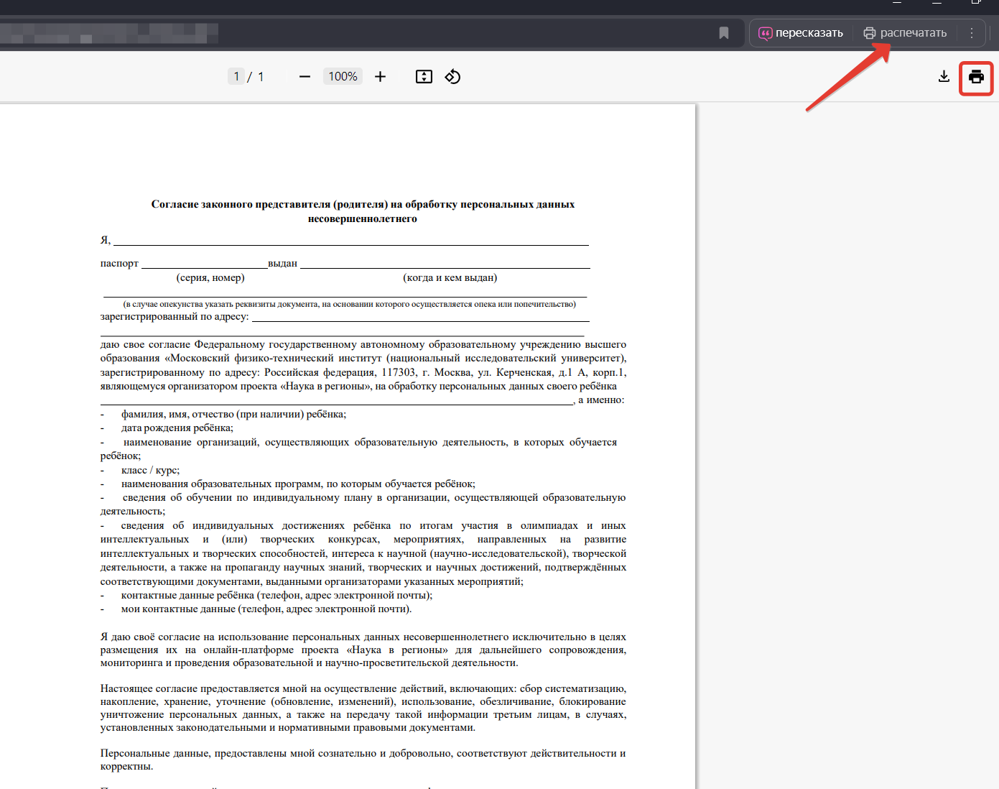 пересказать распечатать
1 / 1 100%
Согласие законного представителя (родителя) на обработку персональных данных
несовершеннолетнего
Я,
паспорт выдан
(серия, номер) (когда и кем выдан)
(в случае опекунства указать реквизиты документа, на основании которого осуществляется опека или попечительство)
зарегистрированный по адресу:
даю свое согласие Федеральному государственному автономному образовательному учреждению высшего
образования «Московский физико-технический институт (национальный исследовательский университет),
зарегистрированному по адресу: Российская федерация, 117303, г. Москва, ул. Керченская, д.1 А, корп.1,
являющемуся организатором проекта «Наука в регионы», на обработку персональных данных своего ребёнка
, а именно:
- фамилия, имя, отчество (при наличии) ребёнка;
- дата рождения ребёнка;
- наименование организаций, осуществляющих образовательную деятельность, в которых обучается
ребёнок;
- класс / курс;
- наименования образовательных программ, по которым обучается ребёнок;
- сведения об обучении по индивидуальному плану в организации, осуществляющей образовательную
деятельность;
- сведения об индивидуальных достижениях ребёнка по итогам участия в олимпиадах и иных
интеллектуальных и (или) творческих конкурсах, мероприятиях, направленных на развитие
интеллектуальных и творческих способностей, интереса к научной (научно-исследовательской), творческой
деятельности, а также на пропаганду научных знаний, творческих и научных достижений, подтверждённых
соответствующими документами, выданными организаторами указанных мероприятий;
- контактные данные ребёнка (телефон, адрес электронной почты);
- мои контактные данные (телефон, адрес электронной почти).
Я даю своё согласие на использование персональных данных несовершеннолетнего исключительно в целях
размещения их на онлайн-платформе проекта «Наука в регионы» для дальнейшего сопровождения,
мониторинга и проведения образовательной и научно-просветительской деятельности.
Настоящее согласие предоставляется мной на осуществление действий, включающих: сбор систематизацию,
накопление, хранение, уточнение (обновление, изменений), использование, обезличивание, блокирование
уничтожение персональных данных, а также на передачу такой информации третьим лицам, в случаях,
установленных законодательными и нормативными правовыми документами.
Персональные данные, предоставлены мной сознательно и добровольно, соответствуют действительности и
корректны.